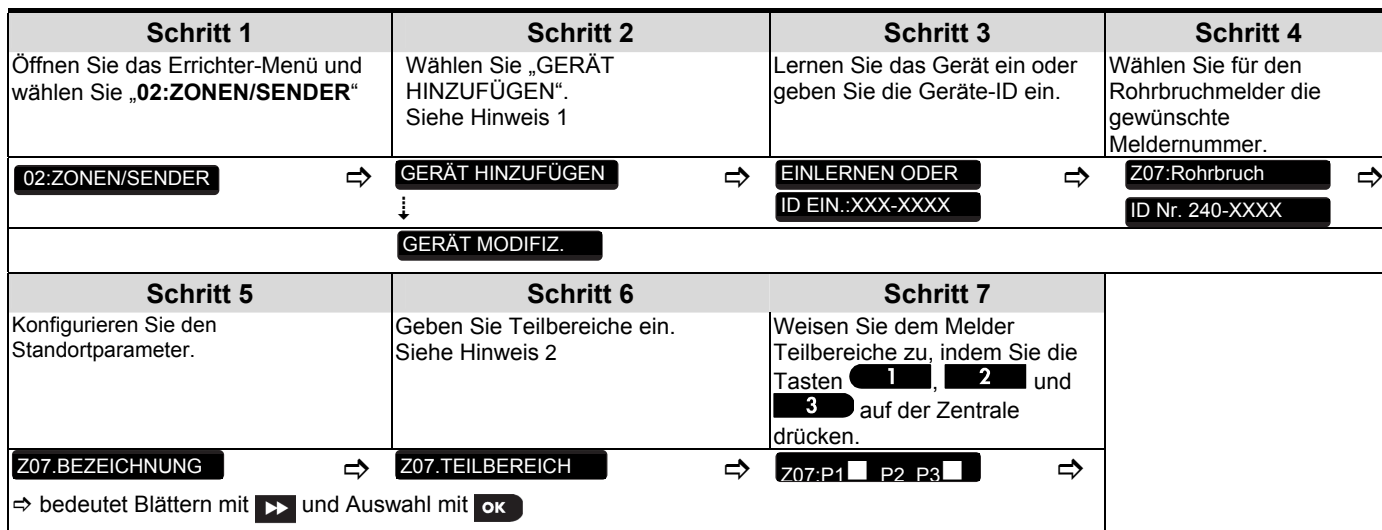 Schritt 1
Schritt 2
Schritt 3
Schritt 4
Öffnen Sie das Errichter-Menü und
wählen Sie „02:ZONEN/SENDER“
Wählen Sie „GERÄT
HINZUFÜGEN“.
Siehe Hinweis 1
Lernen Sie das Gerät ein oder
geben Sie die Geräte-ID ein.
Wählen Sie für den
Rohrbruchmelder die
gewünschte
Meldernummer.
02:ZONEN/SENDER ⇨
GERÄT HINZUFÜGEN ⇨
GERÄT MODIFIZ.
EINLERNEN ODER ⇨
ID EIN.:XXX-XXXX
Z07:Rohrbruch ⇨
ID Nr. 240-XXXX
Schritt 5
Schritt 6
Schritt 7
Konfigurieren Sie den
Standortparameter.
Geben Sie Teilbereiche ein.
Siehe Hinweis 2
Weisen Sie dem Melder
Teilbereiche zu, indem Sie die
Tasten 1, 2 und
3 auf der Zentrale
drücken.
Z07.BEZEICHNUNG ⇨
Z07.TEILBEREICH ⇨
Z07:P1■ P2 P3■ ⇨
⇨ bedeutet Blättern mit ▶▶ und Auswahl mit OK